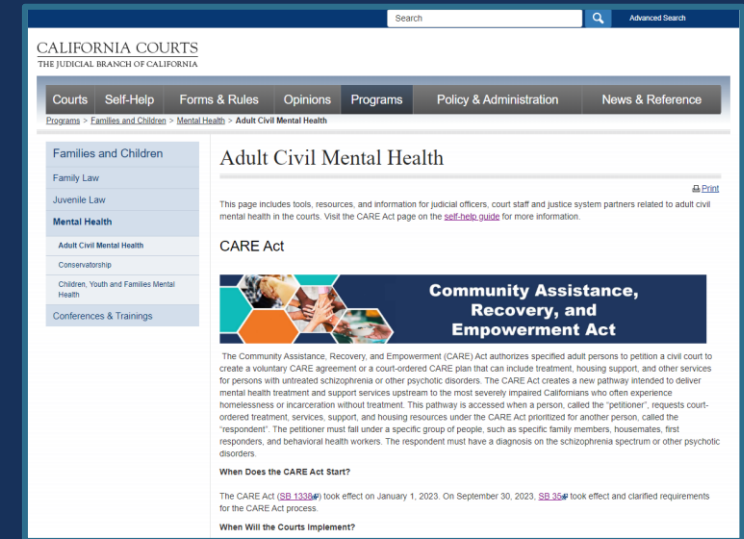 Search
Advanced Search
CALIFORNIA COURTS
THE JUDICIAL BRANCH OF CALIFORNIA
Courts Self-Help Forms & Rules Opinions Programs Policy & Administration News & Reference
Programs > Families and Children > Mental Health > Adult Civil Mental Health
Families and Children
Family Law
Juvenile Law
Mental Health
Adult Civil Mental Health
Conservatorship
Children, Youth and Families Mental
Health
Conferences & Trainings
Adult Civil Mental Health
Print
This page includes tools, resources, and information for judicial officers, court staff and justice system partners related to adult civil
mental health in the courts. Visit the CARE Act page on the self-help guide for more information.
CARE Act
Community Assistance,
Recovery, and
Empowerment Act
The Community Assistance, Recovery, and Empowerment (CARE) Act authorizes specified adult persons to petition a civil court to
create a voluntary CARE agreement or a court-ordered CARE plan that can include treatment, housing support, and other services
for persons with untreated schizophrenia or other psychotic disorders. The CARE Act creates a new pathway intended to deliver
mental health treatment and support services upstream to the most severely impaired Californians who often experience
homelessness or incarceration without treatment. This pathway is accessed when a person, called the "petitioner", requests court-
ordered treatment, services, support, and housing resources under the CARE Act prioritized for another person, called the
"respondent". The petitioner must fall under a specific group of people, such as specific family members, housemates, first
responders, and behavioral health workers. The respondent must have a diagnosis on the schizophrenia spectrum or other psychotic
disorders.
When Does the CARE Act Start?
The CARE Act (SB 1338) took effect on January 1, 2023. On September 30, 2023, SB 35 took effect and clarified requirements
for the CARE Act process.
When Will the Courts Implement?